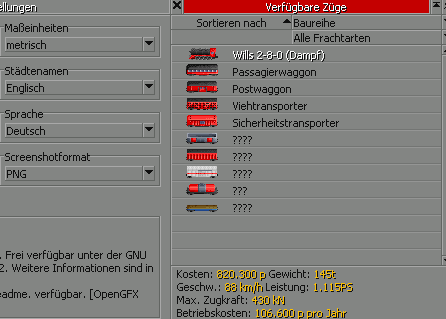 ellungen
Maßeinheiten
metrisch
Städtenamen
Englisch
Sprache
Deutsch
Screenshotformat
PNG
. Frei verfügbar unter der GNU
2. Weitere Informationen sind in
eadme. verfügbar. [OpenGFX
Verfügbare Züge
Sortieren nach
Baureihe
Alle Frachtarten
Wills 2-8-0 (Dampf)
Passagierwaggon
Postwaggon
Viehtransporter
Sicherheitstransporter
????
????
????
???
????
Kosten: 820.300 p Gewicht: 145t
Geschw.: 68 km/h Leistung: 1.115PS
Max. Zugkraft: 430 kN
Betriebskosten: 106.600 p pro Jahr